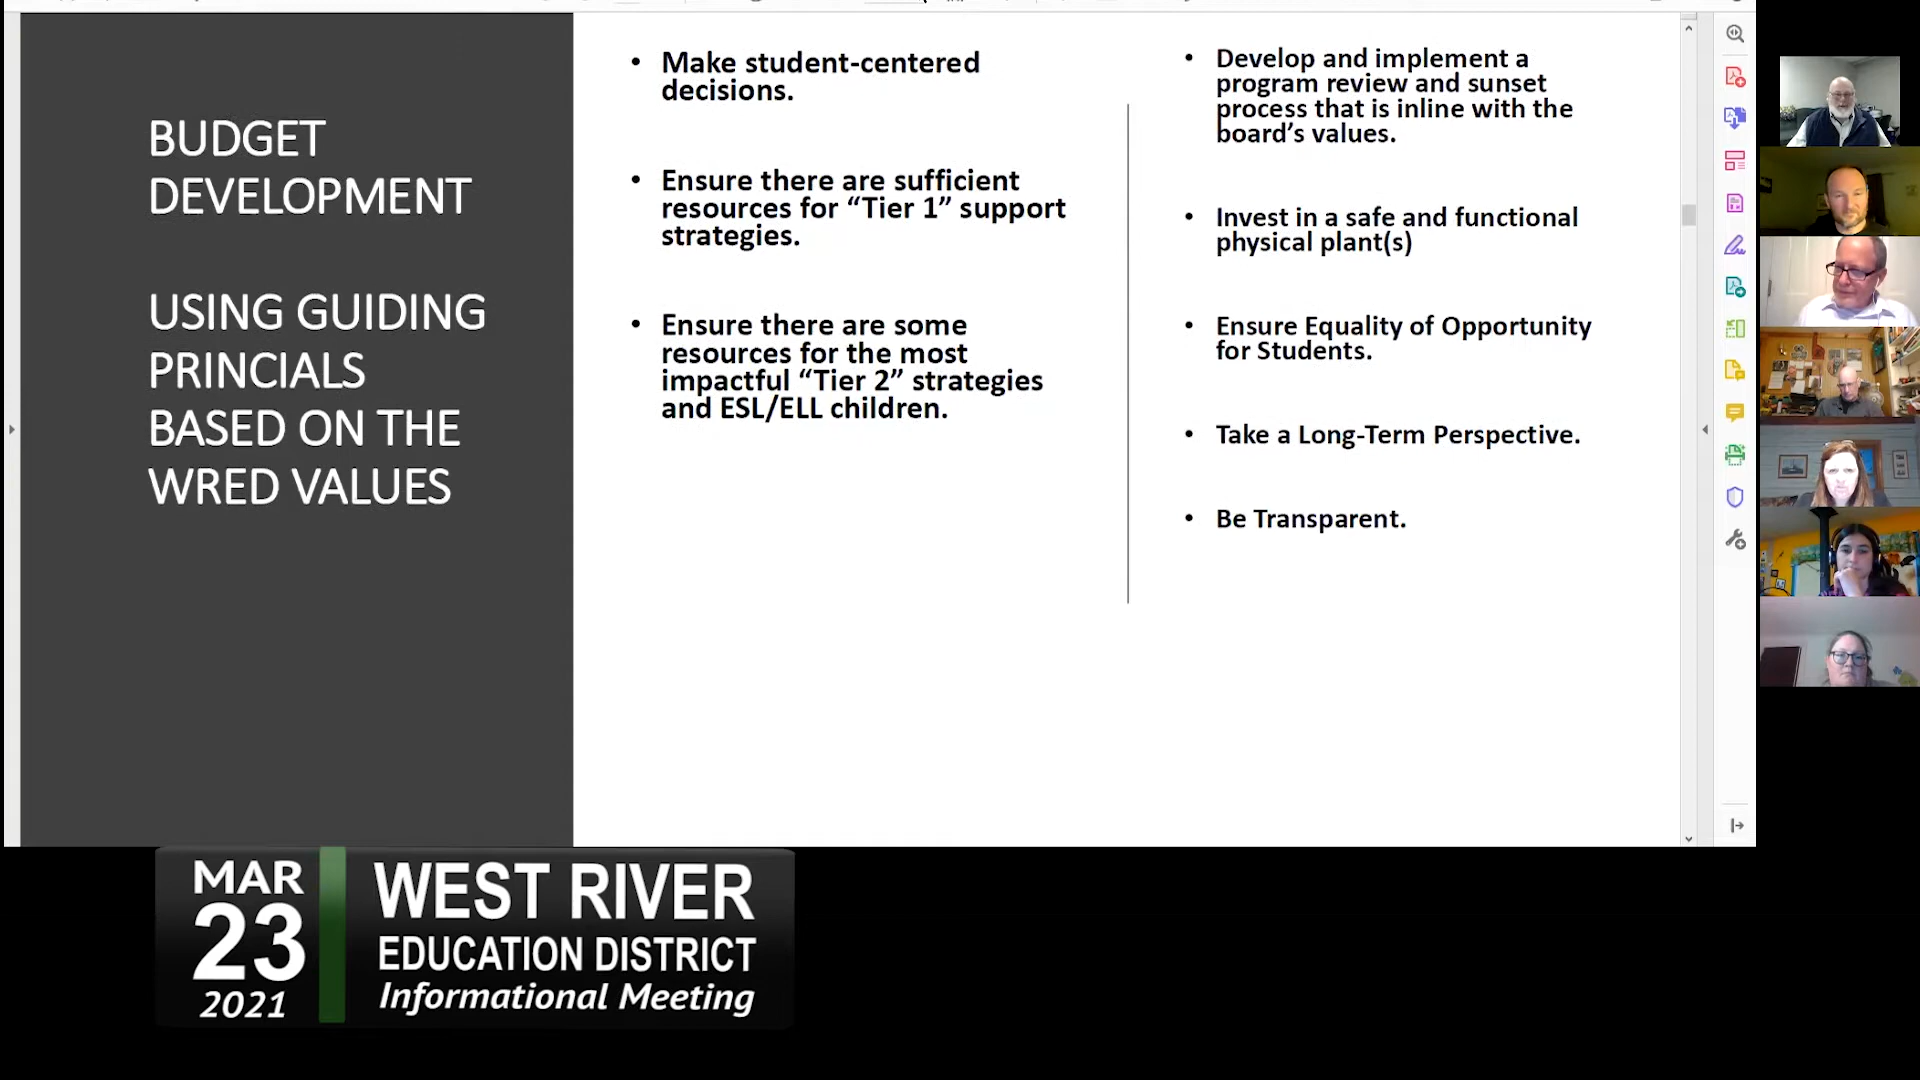 BUDGET
DEVELOPMENT
USING GUIDING
PRINCIALS
BASED ON THE
WRED VALUES
• Make student-centered
decisions.
• Ensure there are sufficient
resources for “Tier 1” support
strategies.
• Ensure there are some
resources for the most
impactful “Tier 2” strategies
and ESL/ELL children.
• Develop and implement a
program review and sunset
process that is inline with the
board’s values.
• Invest in a safe and functional
physical plant(s)
• Ensure Equality of Opportunity
for Students.
• Take a Long-Term Perspective.
• Be Transparent.
MAR
23
2021
WEST RIVER
EDUCATION DISTRICT
Informational Meeting